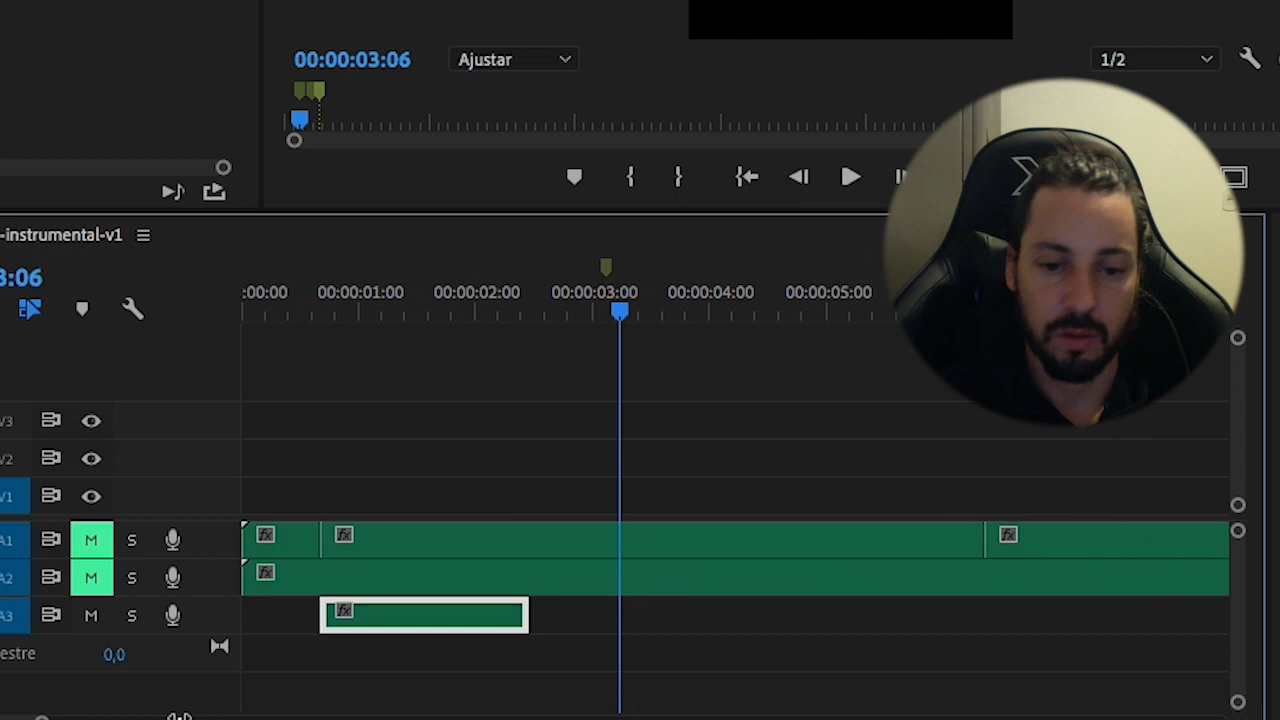 00:00:03:06
Ajustar
1/2
-instrumental-v1
3:06
:00:00
00:00:01:00
00:00:02:00
00:00:03:00
00:00:04:00
00:00:05:00
V3
V2
V1
A1 M S
A2 M S
A3 M S
estre 0,0